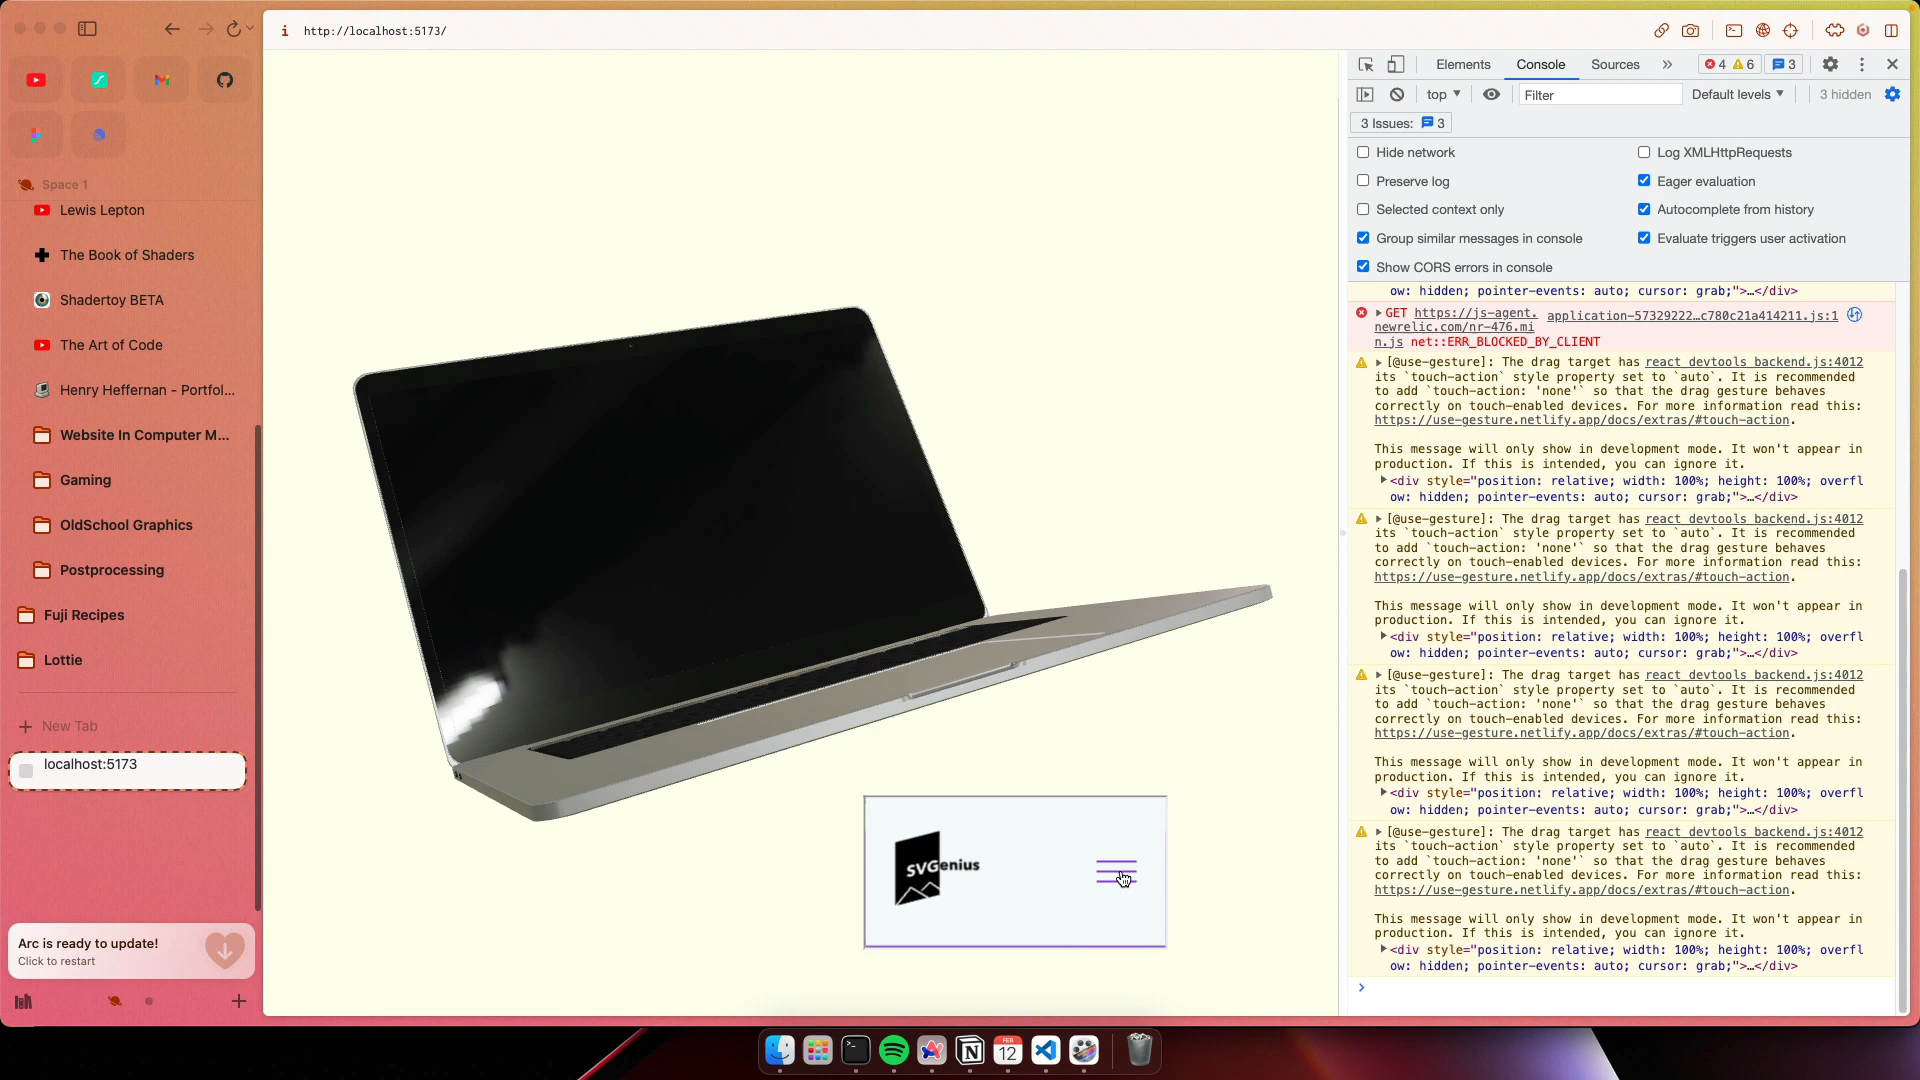 http://localhost:5173/
Space 1
Lewis Lepton
The Book of Shaders
Shadertoy BETA
The Art of Code
Henry Heffernan - Portfol...
Website In Computer M...
Gaming
OldSchool Graphics
Postprocessing
Fuji Recipes
Lottie
New Tab
localhost:5173
Arc is ready to update!
Click to restart
SVGenius
Elements Console Sources » 4 6 3
top Filter Default levels 3 hidden
3 Issues: 3
Hide network Log XMLHttpRequests
Preserve log Eager evaluation
Selected context only Autocomplete from history
Group similar messages in console Evaluate triggers user activation
Show CORS errors in console
ow: hidden; pointer-events: auto; cursor: grab;">…</div>
GET https://js-agent. application-57329222…c780c21a414211.js:1
newrelic.com/nr-476.mi
n.js net::ERR_BLOCKED_BY_CLIENT
[@use-gesture]: The drag target has react_devtools_backend.js:4012
its `touch-action` style property set to `auto`. It is recommended
to add `touch-action: 'none'` so that the drag gesture behaves
correctly on touch-enabled devices. For more information read this:
https://use-gesture.netlify.app/docs/extras/#touch-action.
This message will only show in development mode. It won't appear in
production. If this is intended, you can ignore it.
<div style="position: relative; width: 100%; height: 100%; overfl
ow: hidden; pointer-events: auto; cursor: grab;">…</div>
[@use-gesture]: The drag target has react_devtools_backend.js:4012
its `touch-action` style property set to `auto`. It is recommended
to add `touch-action: 'none'` so that the drag gesture behaves
correctly on touch-enabled devices. For more information read this:
https://use-gesture.netlify.app/docs/extras/#touch-action.
This message will only show in development mode. It won't appear in
production. If this is intended, you can ignore it.
<div style="position: relative; width: 100%; height: 100%; overfl
ow: hidden; pointer-events: auto; cursor: grab;">…</div>
[@use-gesture]: The drag target has react_devtools_backend.js:4012
its `touch-action` style property set to `auto`. It is recommended
to add `touch-action: 'none'` so that the drag gesture behaves
correctly on touch-enabled devices. For more information read this:
https://use-gesture.netlify.app/docs/extras/#touch-action.
This message will only show in development mode. It won't appear in
production. If this is intended, you can ignore it.
<div style="position: relative; width: 100%; height: 100%; overfl
ow: hidden; pointer-events: auto; cursor: grab;">…</div>
[@use-gesture]: The drag target has react_devtools_backend.js:4012
its `touch-action` style property set to `auto`. It is recommended
to add `touch-action: 'none'` so that the drag gesture behaves
correctly on touch-enabled devices. For more information read this:
https://use-gesture.netlify.app/docs/extras/#touch-action.
This message will only show in development mode. It won't appear in
production. If this is intended, you can ignore it.
<div style="position: relative; width: 100%; height: 100%; overfl
ow: hidden; pointer-events: auto; cursor: grab;">…</div>
FEB
12